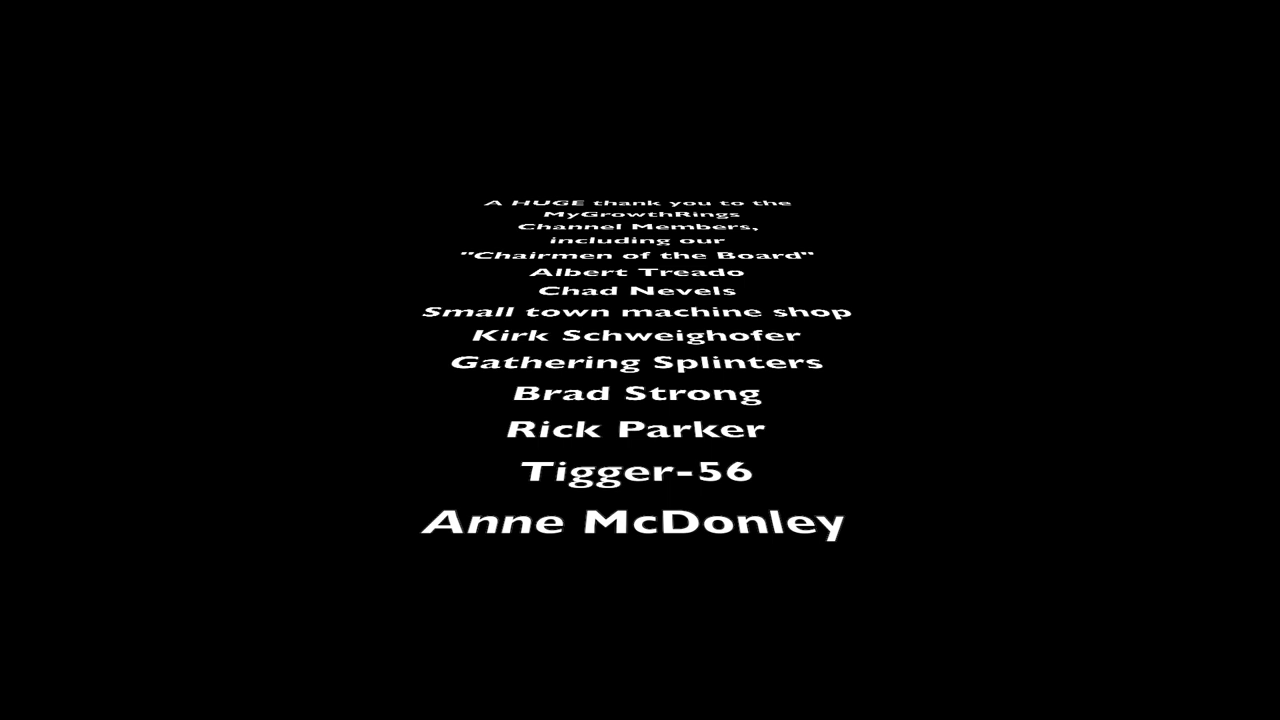 A HUGE thank you to the
MyGrowthRings
Channel Members,
including our
"Chairmen of the Board"
Albert Treado
Chad Nevels
Small town machine shop
Kirk Schweighofer
Gathering Splinters
Brad Strong
Rick Parker
Tigger-56
Anne McDonley